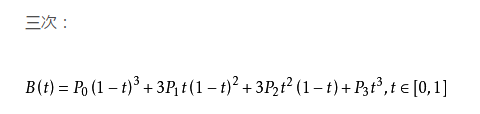 三次：
B(t) = P₀(1 − t)³ + 3P₁t(1 − t)² + 3P₂t²(1 − t) + P₃t³, t ∈ [0, 1]